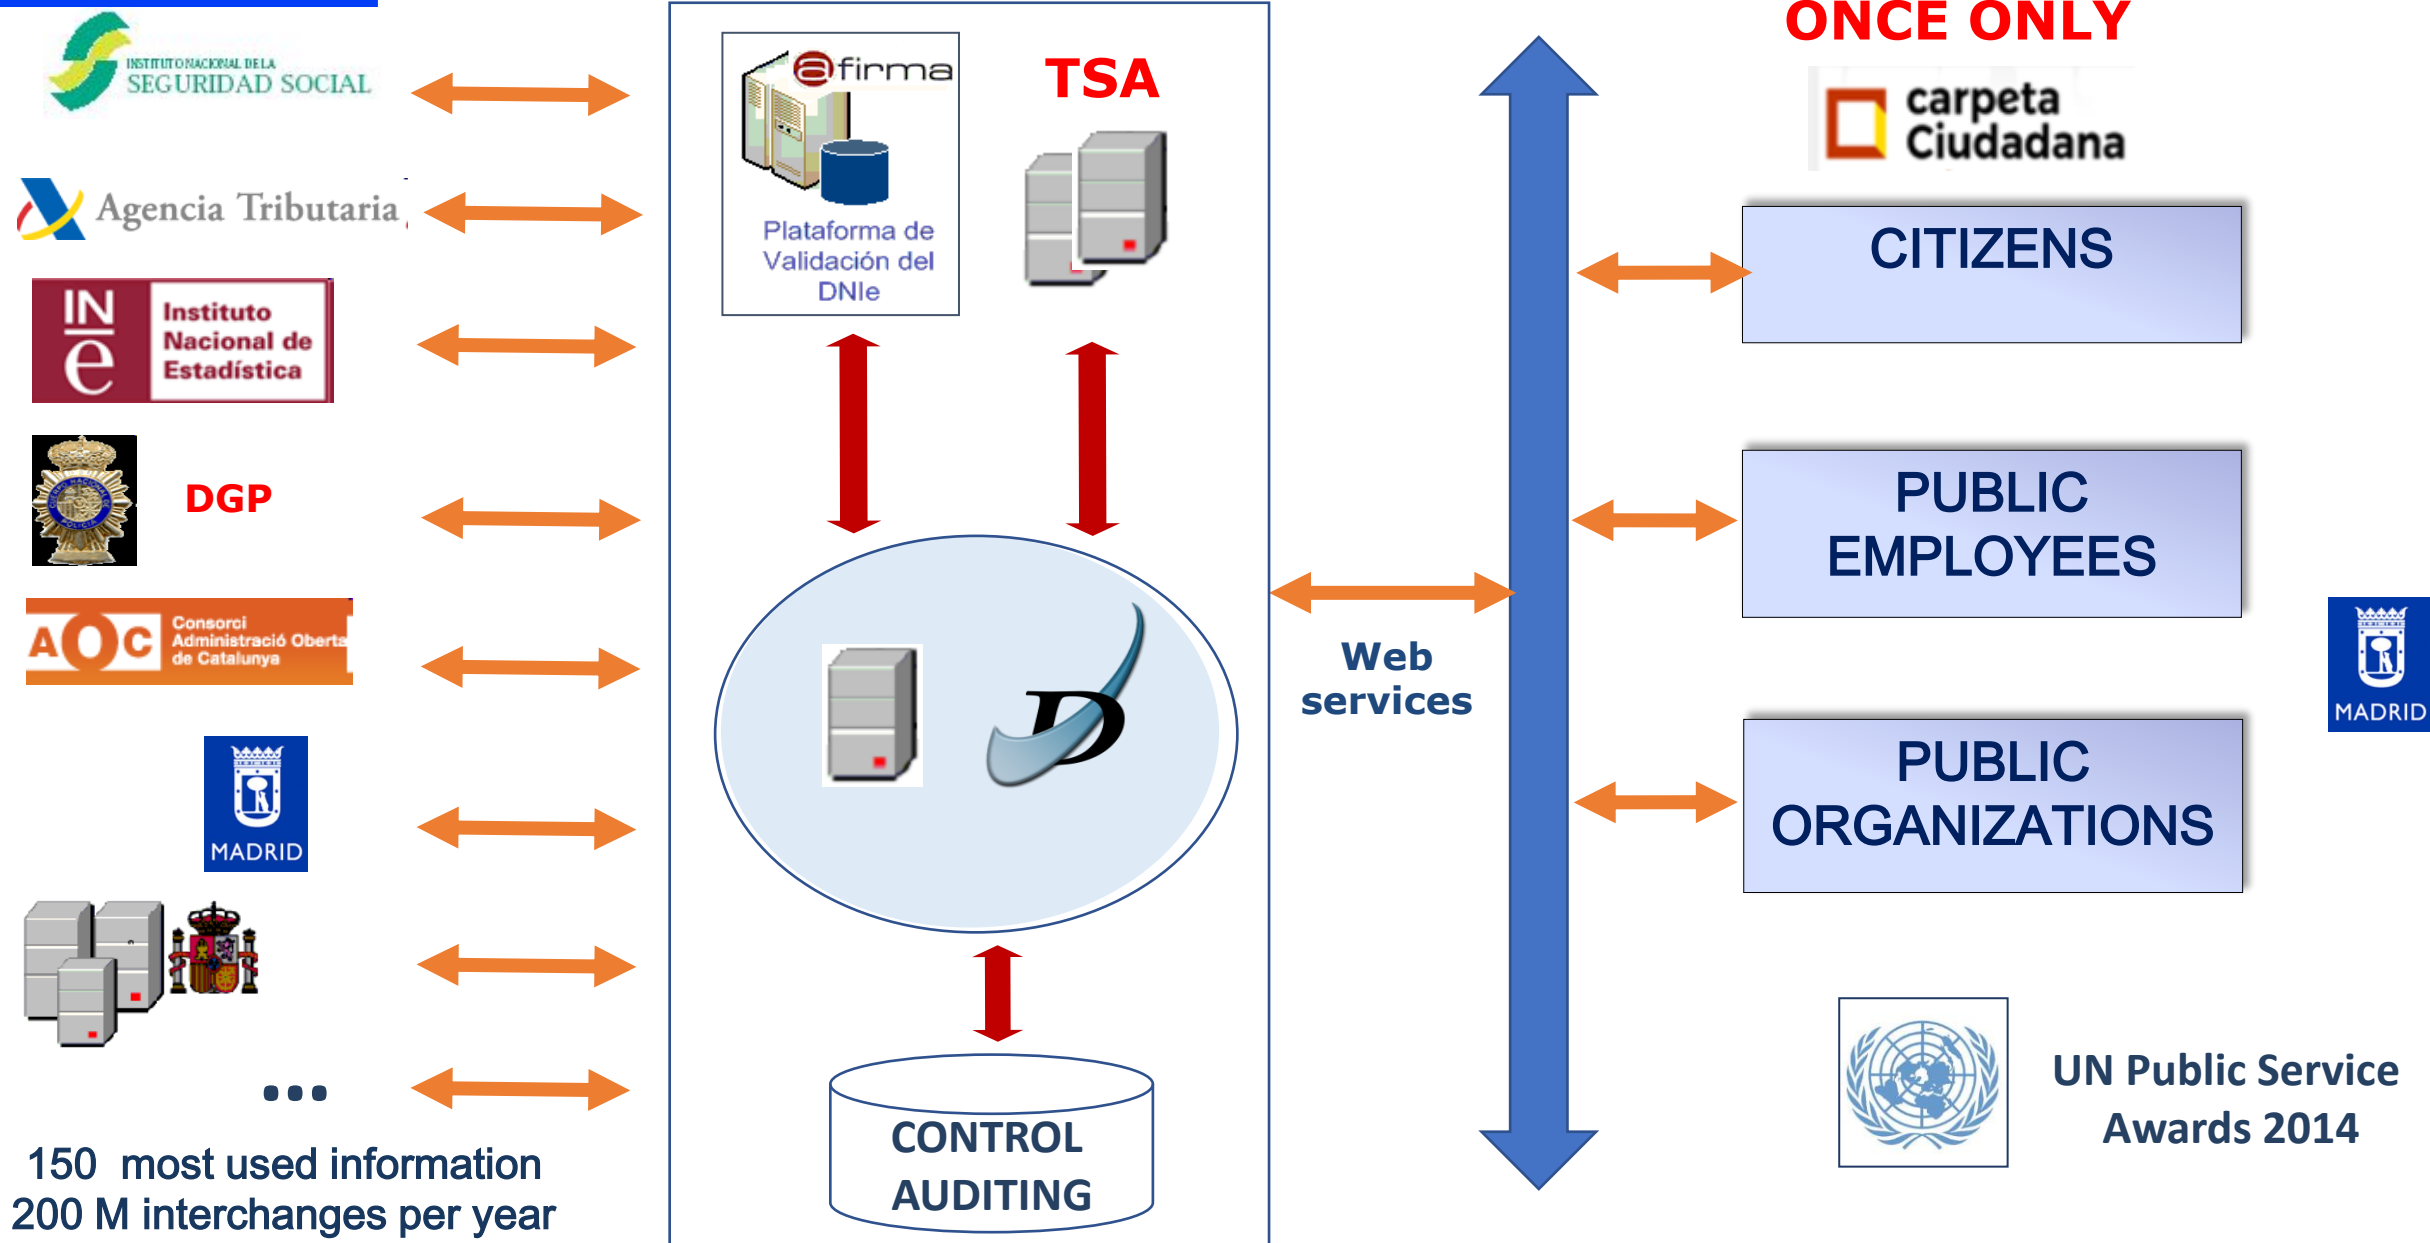 INSTITUTO NACIONAL DE LA
SEGURIDAD SOCIAL
Agencia Tributaria
INe
Instituto
Nacional de
Estadística
DGP
AOC
Consorci
Administració Oberta
de Catalunya
MADRID
...
150 most used information
200 M interchanges per year
@firma
Plataforma de
Validación del
DNIe
TSA
D
CONTROL
AUDITING
Web
services
ONCE ONLY
carpeta
Ciudadana
CITIZENS
PUBLIC
EMPLOYEES
PUBLIC
ORGANIZATIONS
MADRID
UN Public Service
Awards 2014